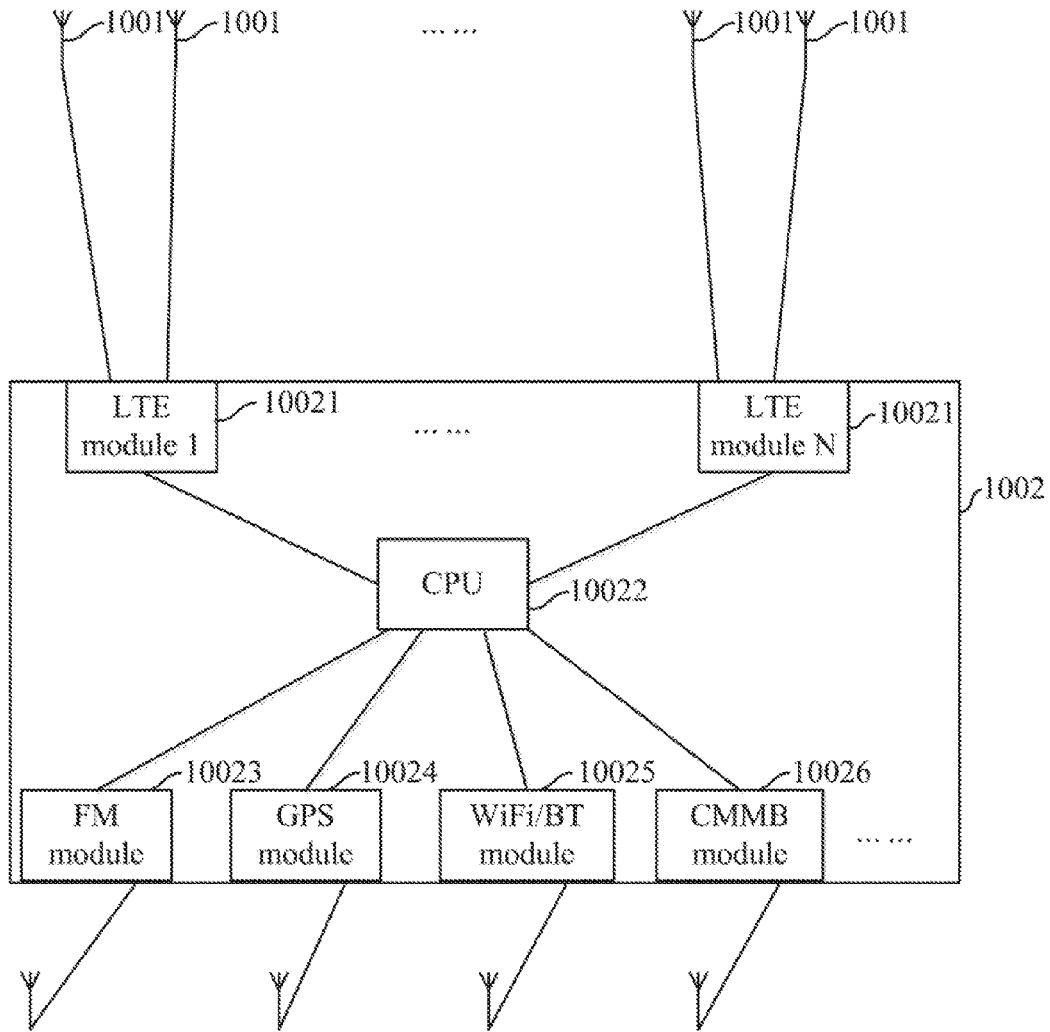 1001 1001 ... ... 1001 1001
LTE
module 1
10021
... ...
LTE
module N
10021
1002
CPU
10022
10023 10024 10025 10026
FM
module
GPS
module
WiFi/BT
module
CMMB
module
... ...